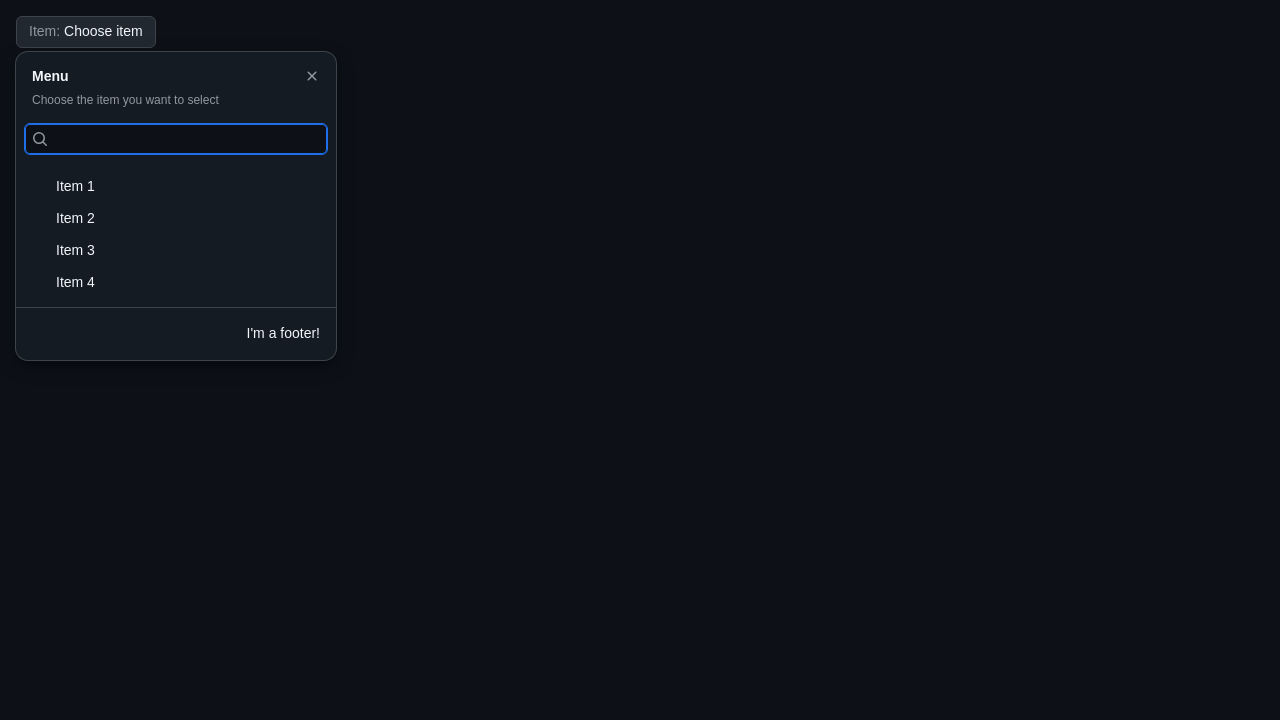 Item: Choose item
Menu
Choose the item you want to select
Item 1
Item 2
Item 3
Item 4
I'm a footer!